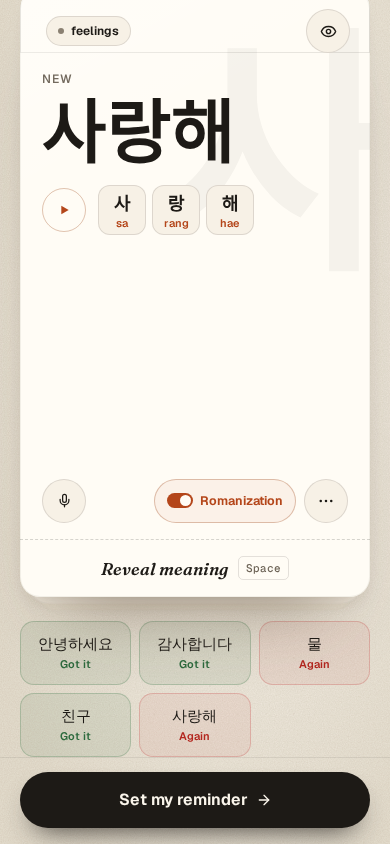 feelings
NEW
사랑해
사
사 랑 해
sa rang hae
Romanization
Reveal meaning Space
안녕하세요 감사합니다 물
Got it Got it Again
친구 사랑해
Got it Again
Set my reminder